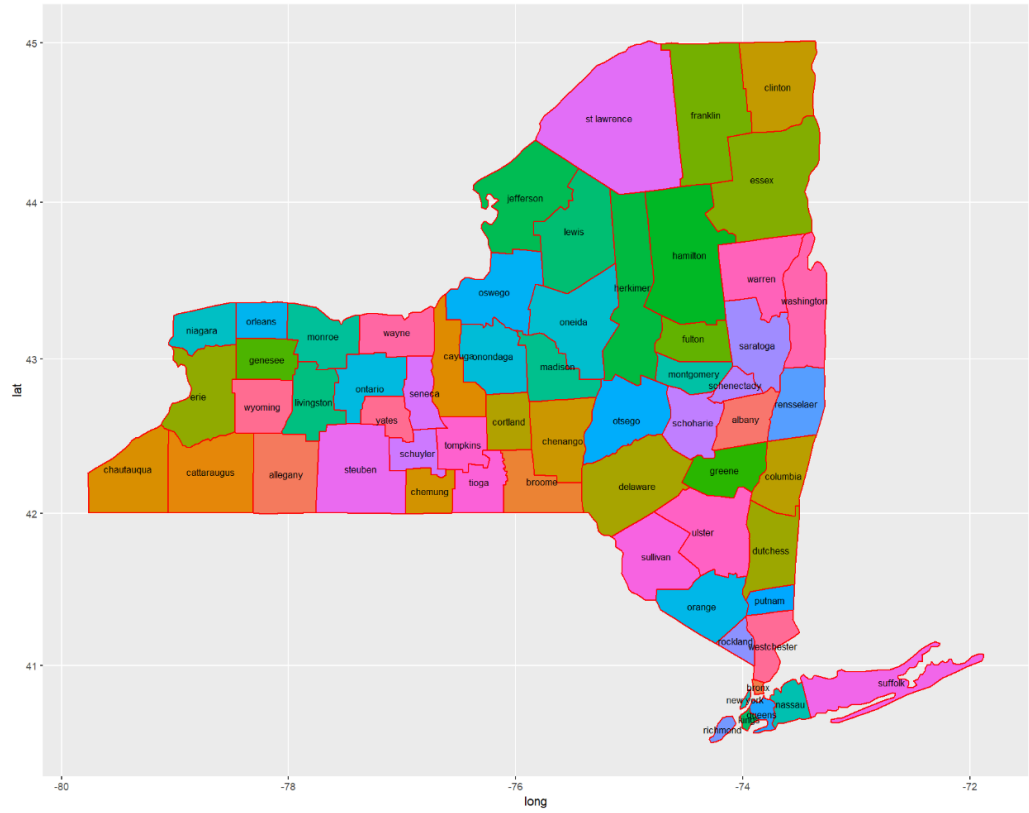 45
clinton
franklin
st lawrence
essex
44
jefferson
lewis
hamilton
warren
herkimer
oswego
washington
oneida
niagara
orleans
monroe
wayne
fulton
saratoga
43
genesee
cayuga
onondaga
madison
montgomery
schenectady
ontario
seneca
erie
wyoming
livingston
rensselaer
yates
cortland
otsego
schoharie
albany
chenango
tompkins
schuyler
chautauqua
cattaraugus
allegany
steuben
greene
columbia
chemung
tioga
broome
delaware
42
ulster
dutchess
sullivan
putnam
orange
rockland
westchester
41
suffolk
bronx
new york
nassau
queens
kings
richmond
-80
-78
-76
-74
-72
long
lat